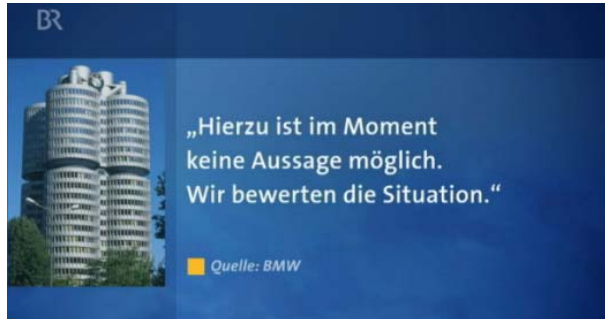 BR
„Hierzu ist im Moment
keine Aussage möglich.
Wir bewerten die Situation.“
Quelle: BMW